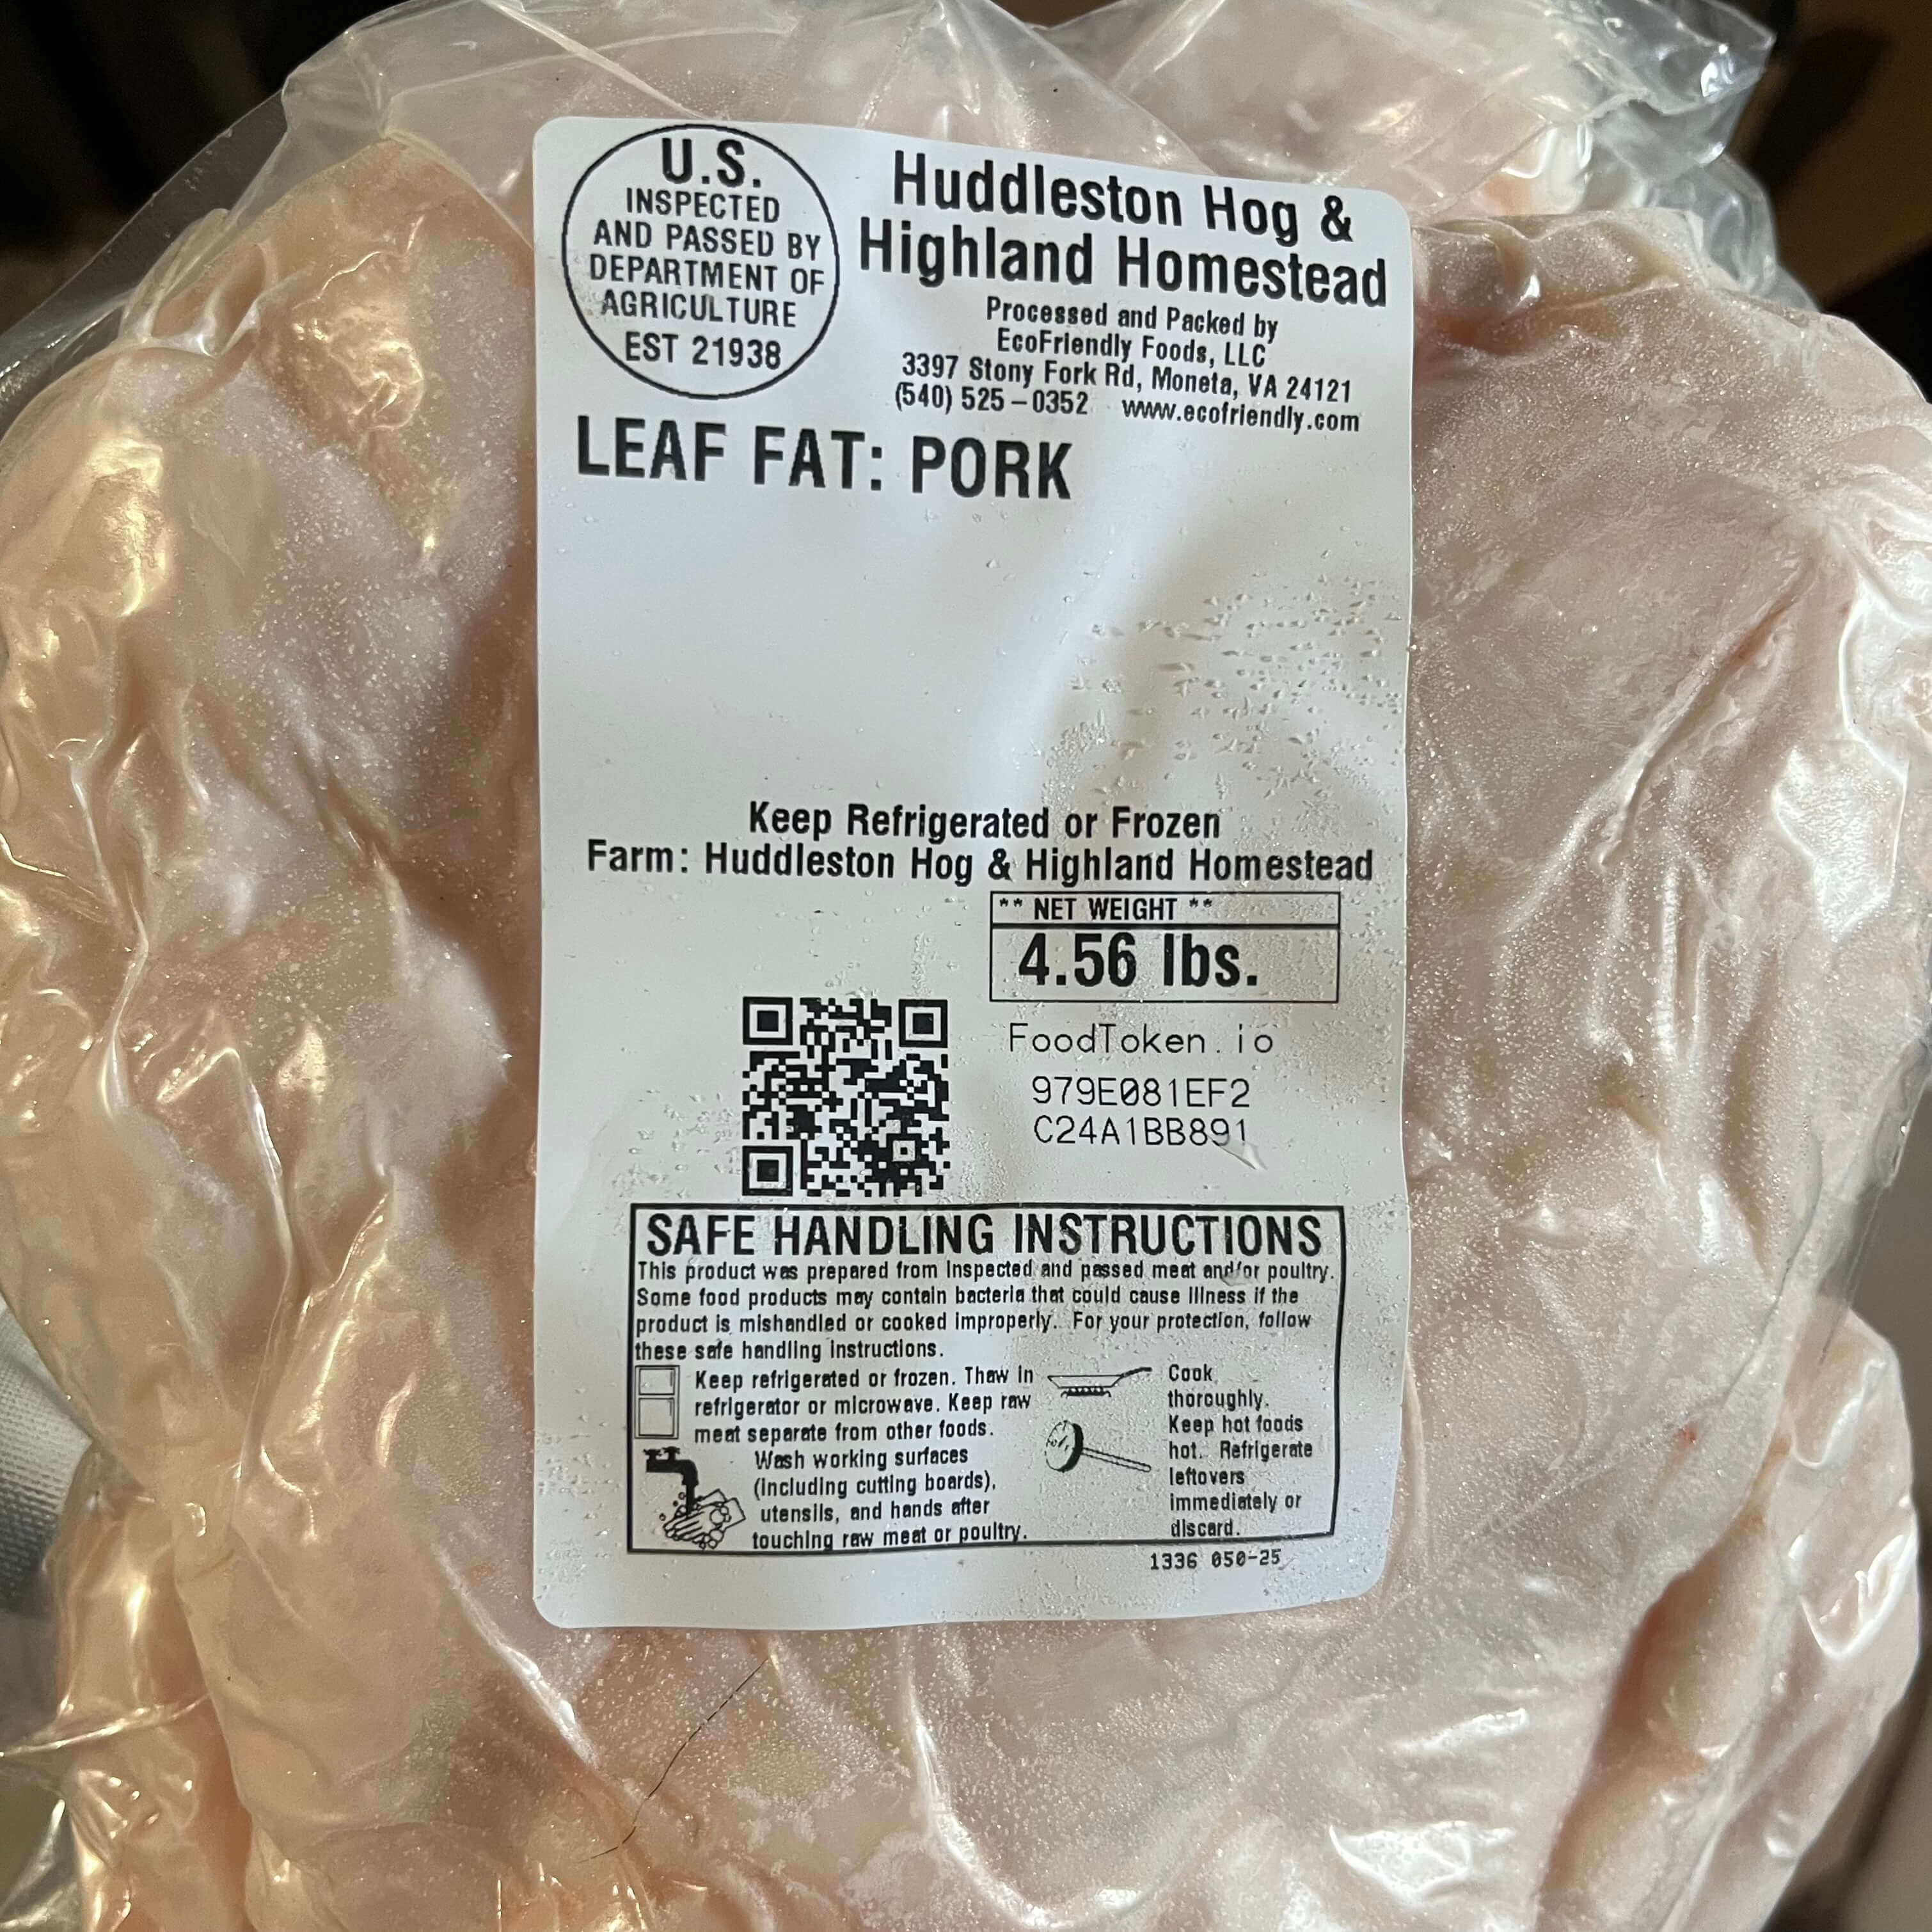 U.S.
INSPECTED
AND PASSED BY
DEPARTMENT OF
AGRICULTURE
EST 21938
Huddleston Hog &
Highland Homestead
Processed and Packed by
EcoFriendly Foods, LLC
3397 Stony Fork Rd, Moneta, VA 24121
(540) 525-0352 www.ecofriendly.com
LEAF FAT: PORK
Keep Refrigerated or Frozen
Farm: Huddleston Hog & Highland Homestead
** NET WEIGHT **
4.56 lbs.
FoodToken.io
979E081EF2
C24A1BB891
SAFE HANDLING INSTRUCTIONS
This product was prepared from inspected and passed meat and/or poultry.
Some food products may contain bacteria that could cause illness if the
product is mishandled or cooked improperly. For your protection, follow
these safe handling instructions.
Keep refrigerated or frozen. Thaw in
refrigerator or microwave. Keep raw
meat separate from other foods.
Wash working surfaces
(including cutting boards),
utensils, and hands after
touching raw meat or poultry.
Cook
thoroughly.
Keep hot foods
hot. Refrigerate
leftovers
immediately or
discard.
1336 050-25